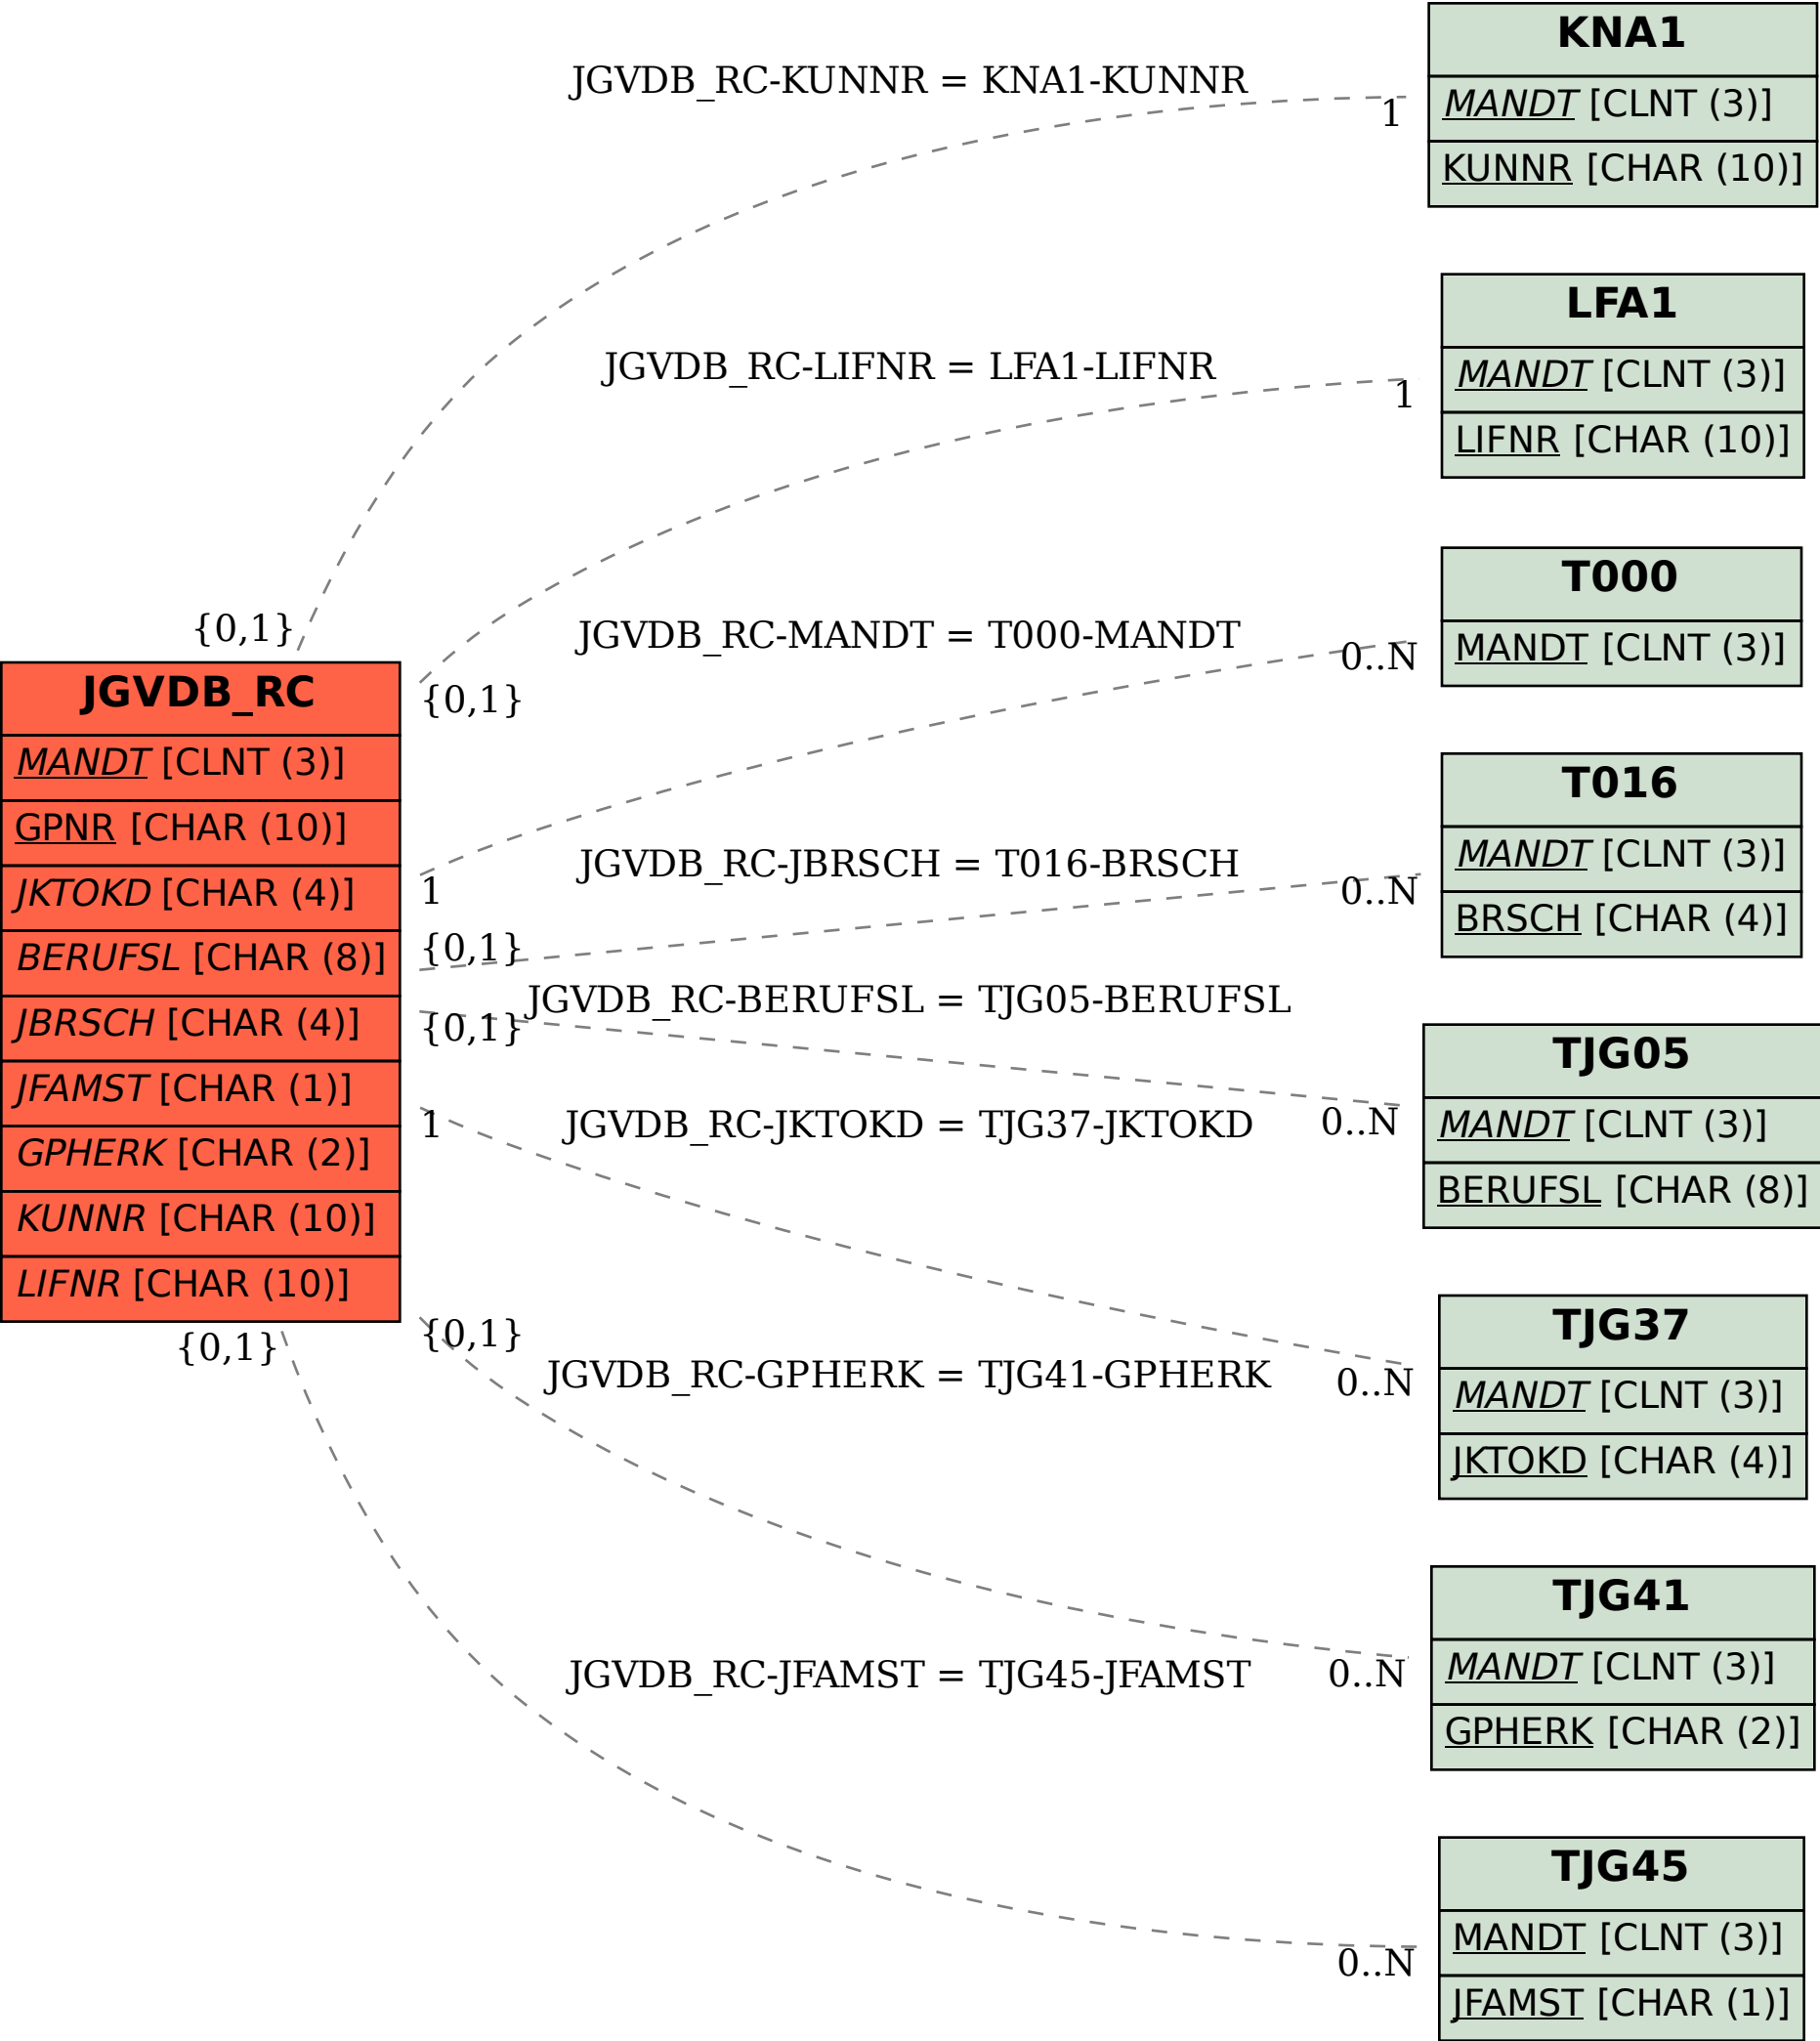 KNA1
MANDT [CLNT (3)]
KUNNR [CHAR (10)]
JGVDB_RC-KUNNR = KNA1-KUNNR
1
{0,1}
LFA1
MANDT [CLNT (3)]
LIFNR [CHAR (10)]
JGVDB_RC-LIFNR = LFA1-LIFNR
1
{0,1}
T000
MANDT [CLNT (3)]
JGVDB_RC-MANDT = T000-MANDT
0..N
1
JGVDB_RC
MANDT [CLNT (3)]
GPNR [CHAR (10)]
JKTOKD [CHAR (4)]
BERUFSL [CHAR (8)]
JBRSCH [CHAR (4)]
JFAMST [CHAR (1)]
GPHERK [CHAR (2)]
KUNNR [CHAR (10)]
LIFNR [CHAR (10)]
T016
MANDT [CLNT (3)]
BRSCH [CHAR (4)]
JGVDB_RC-JBRSCH = T016-BRSCH
0..N
{0,1}
JGVDB_RC-BERUFSL = TJG05-BERUFSL
{0,1}
0..N
TJG05
MANDT [CLNT (3)]
BERUFSL [CHAR (8)]
JGVDB_RC-JKTOKD = TJG37-JKTOKD
1
0..N
TJG37
MANDT [CLNT (3)]
JKTOKD [CHAR (4)]
{0,1}
JGVDB_RC-GPHERK = TJG41-GPHERK
0..N
TJG41
MANDT [CLNT (3)]
GPHERK [CHAR (2)]
{0,1}
JGVDB_RC-JFAMST = TJG45-JFAMST
0..N
TJG45
MANDT [CLNT (3)]
JFAMST [CHAR (1)]